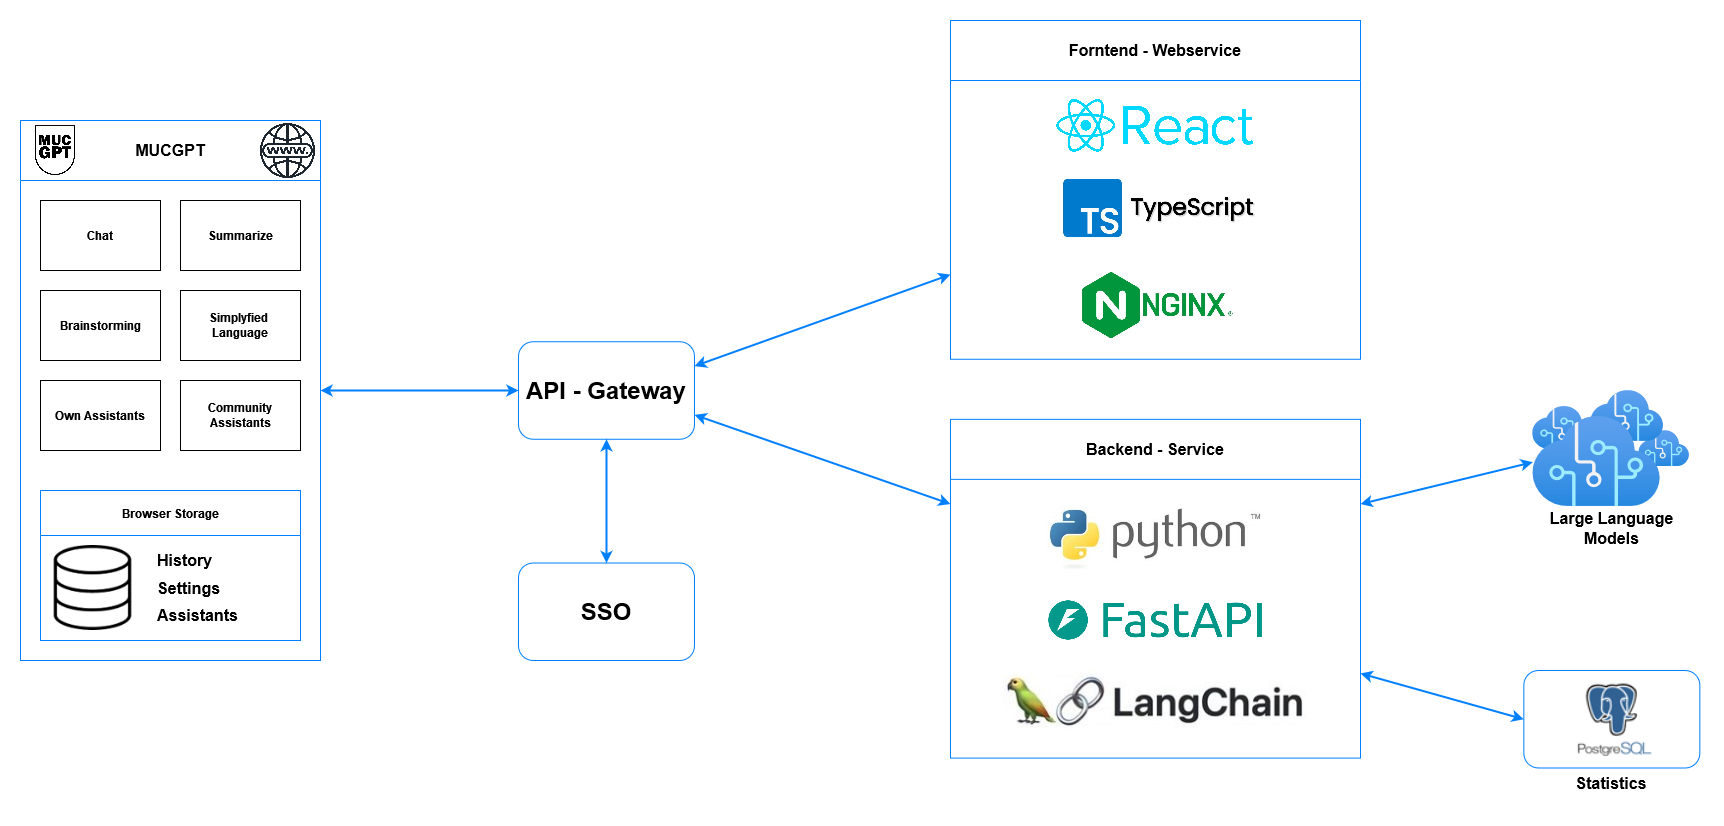 MUC
GPT
MUCGPT
WWW.
Chat
Summarize
Brainstorming
Simplyfied
Language
Own Assistants
Community
Assistants
Browser Storage
History
Settings
Assistants
API - Gateway
SSO
Forntend - Webservice
React
TS TypeScript
NGINX
Backend - Service
python™
FastAPI
LangChain
Large Language
Models
PostgreSQL
Statistics